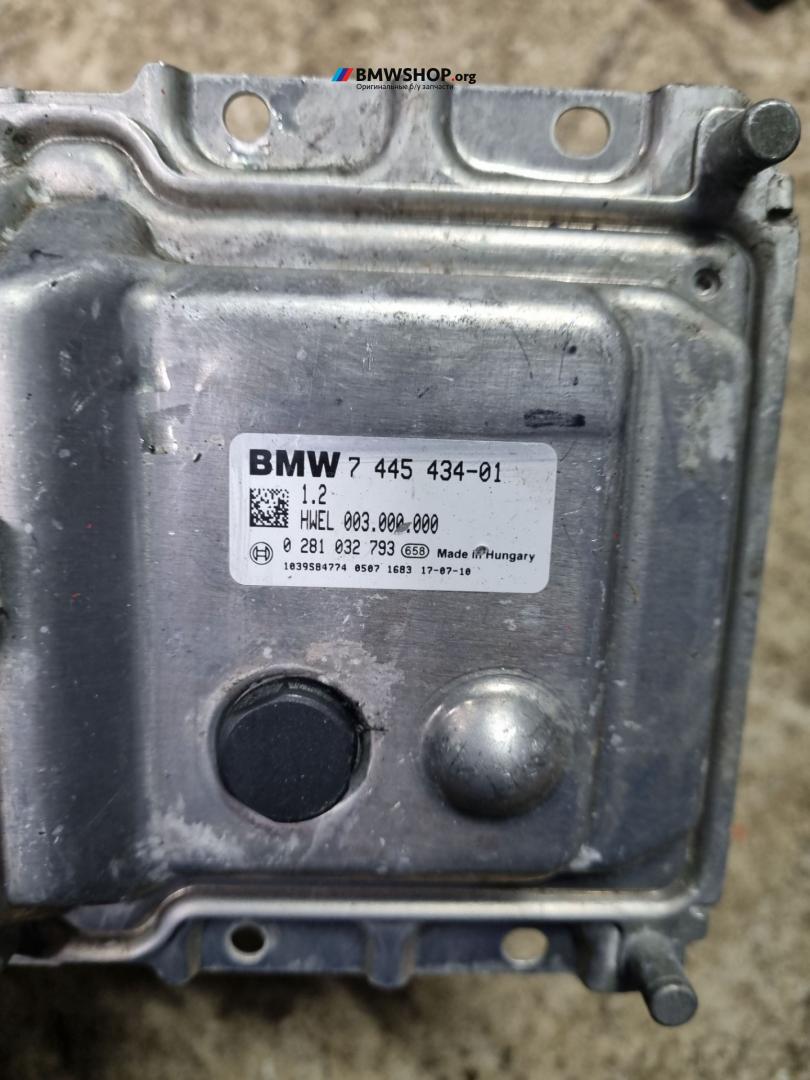 BMWSHOP.org
Оригинальные б/у запчасти
BMW 7 445 434-01
1.2
HWEL 003.000.000
0 281 032 793 658 Made in Hungary
1039S84774 0507 1683 17-07-10